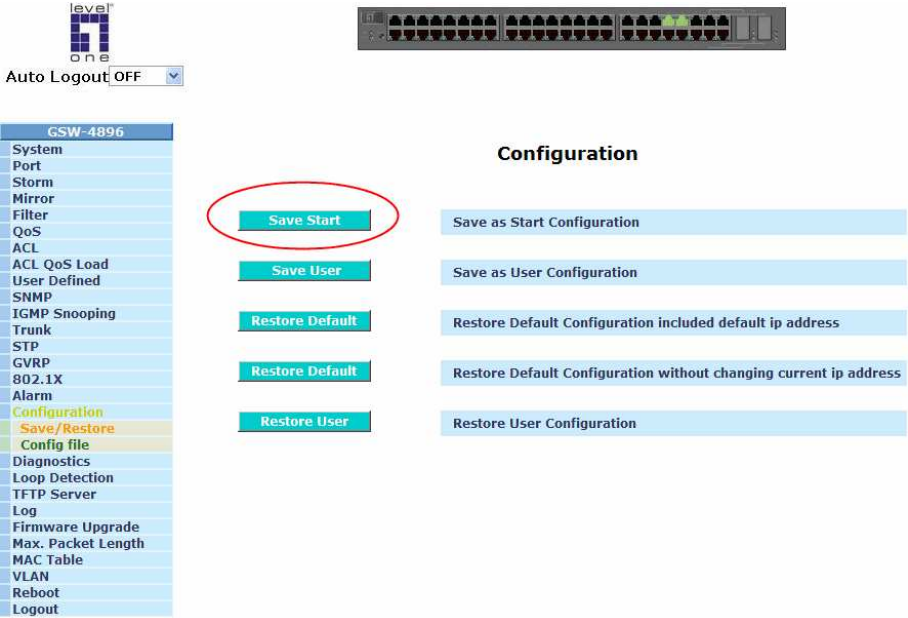 level
one
Auto Logout OFF
GSW-4896
System
Port
Storm
Mirror
Filter
QoS
ACL
ACL QoS Load
User Defined
SNMP
IGMP Snooping
Trunk
STP
GVRP
802.1X
Alarm
Configuration
Save/Restore
Config file
Diagnostics
Loop Detection
TFTP Server
Log
Firmware Upgrade
Max. Packet Length
MAC Table
VLAN
Reboot
Logout
Configuration
Save Start Save as Start Configuration
Save User Save as User Configuration
Restore Default Restore Default Configuration included default ip address
Restore Default Restore Default Configuration without changing current ip address
Restore User Restore User Configuration